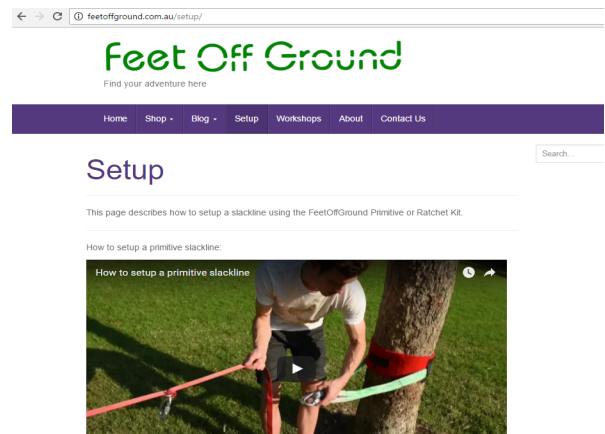 feetoffground.com.au/setup/
Feet Off Ground
Find your adventure here
Home Shop Blog Setup Workshops About Contact Us
Search...
Setup
This page describes how to setup a slackline using the FeetOffGround Primitive or Ratchet Kit.
How to setup a primitive slackline:
How to setup a primitive slackline